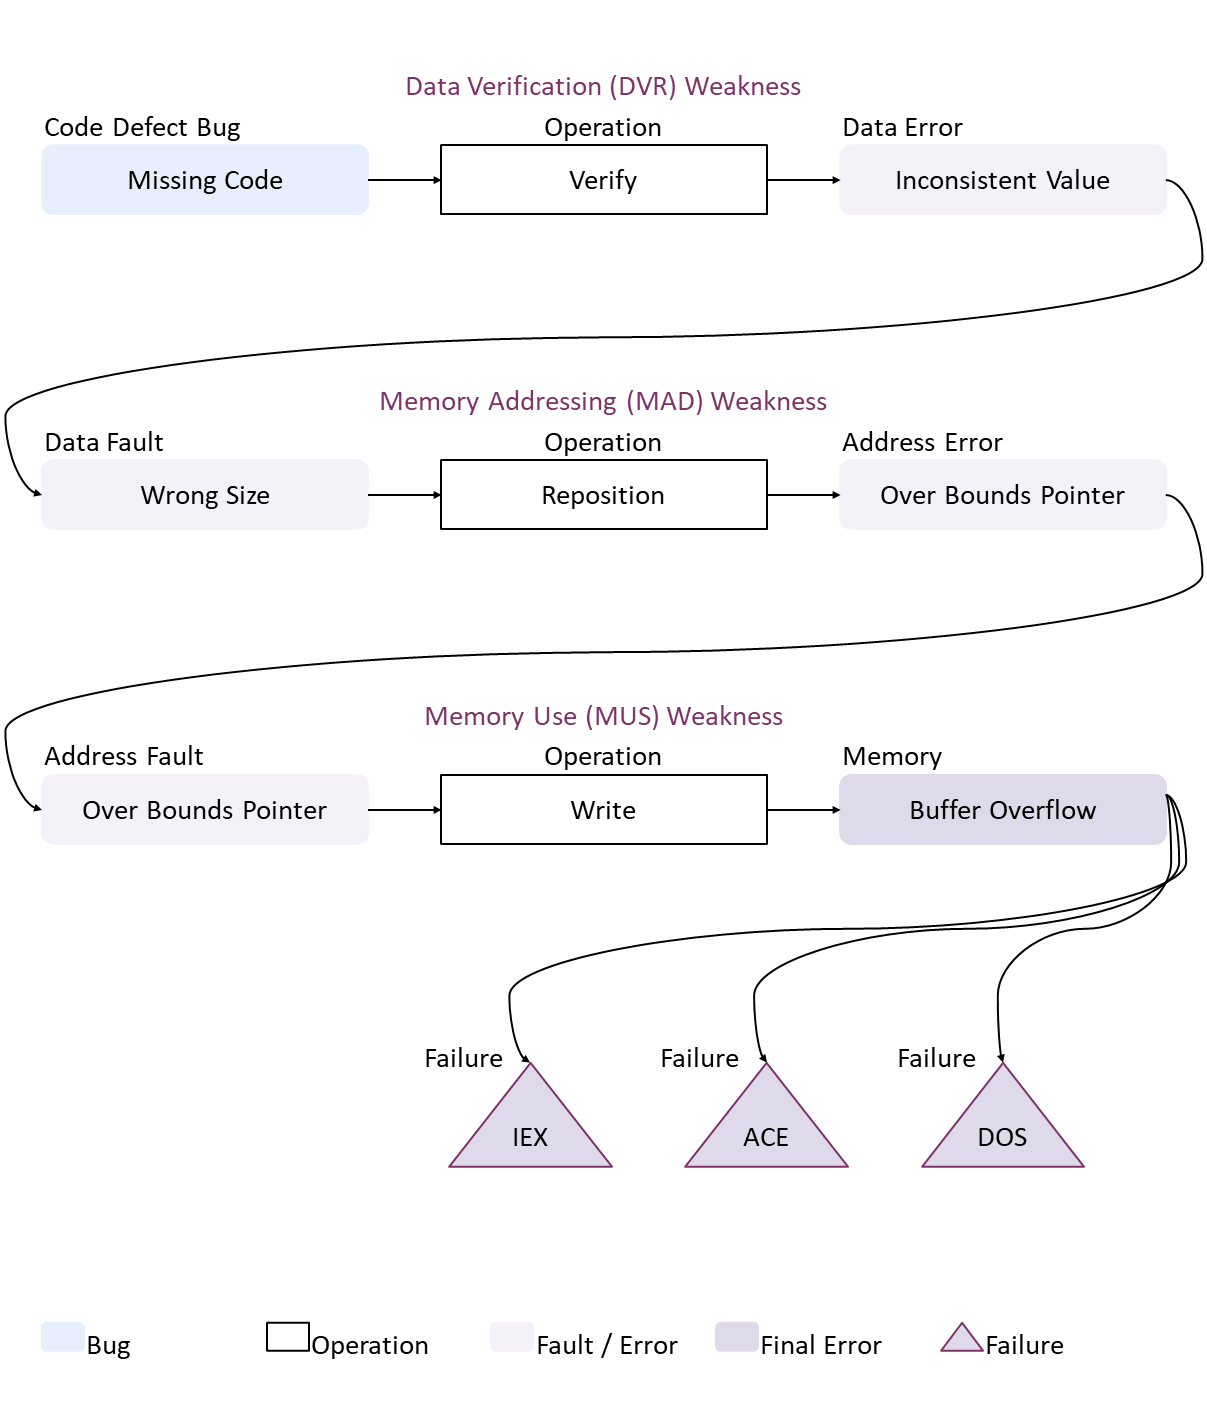 Data Verification (DVR) Weakness
Code Defect Bug
Operation
Data Error
Missing Code
Verify
Inconsistent Value
Memory Addressing (MAD) Weakness
Data Fault
Operation
Address Error
Wrong Size
Reposition
Over Bounds Pointer
Memory Use (MUS) Weakness
Address Fault
Operation
Memory
Over Bounds Pointer
Write
Buffer Overflow
Failure
Failure
Failure
IEX
ACE
DOS
Bug
Operation
Fault / Error
Final Error
Failure